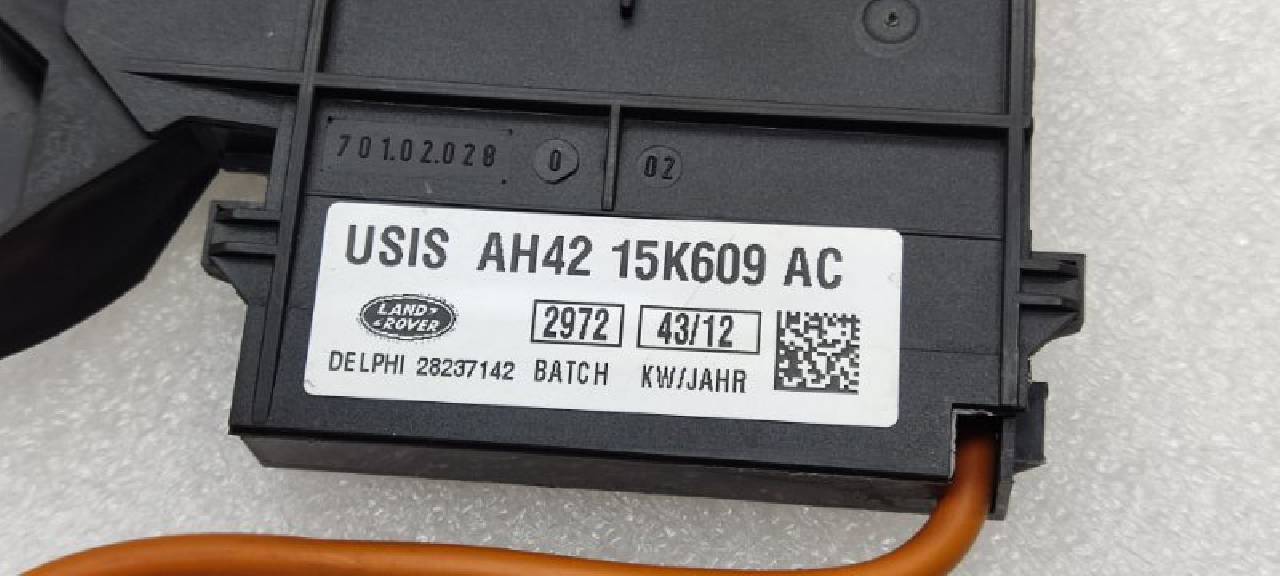 701.02.028 0 02
USIS AH42 15K609 AC
LAND
ROVER
2972 43/12
DELPHI 28237142 BATCH KW/JAHR